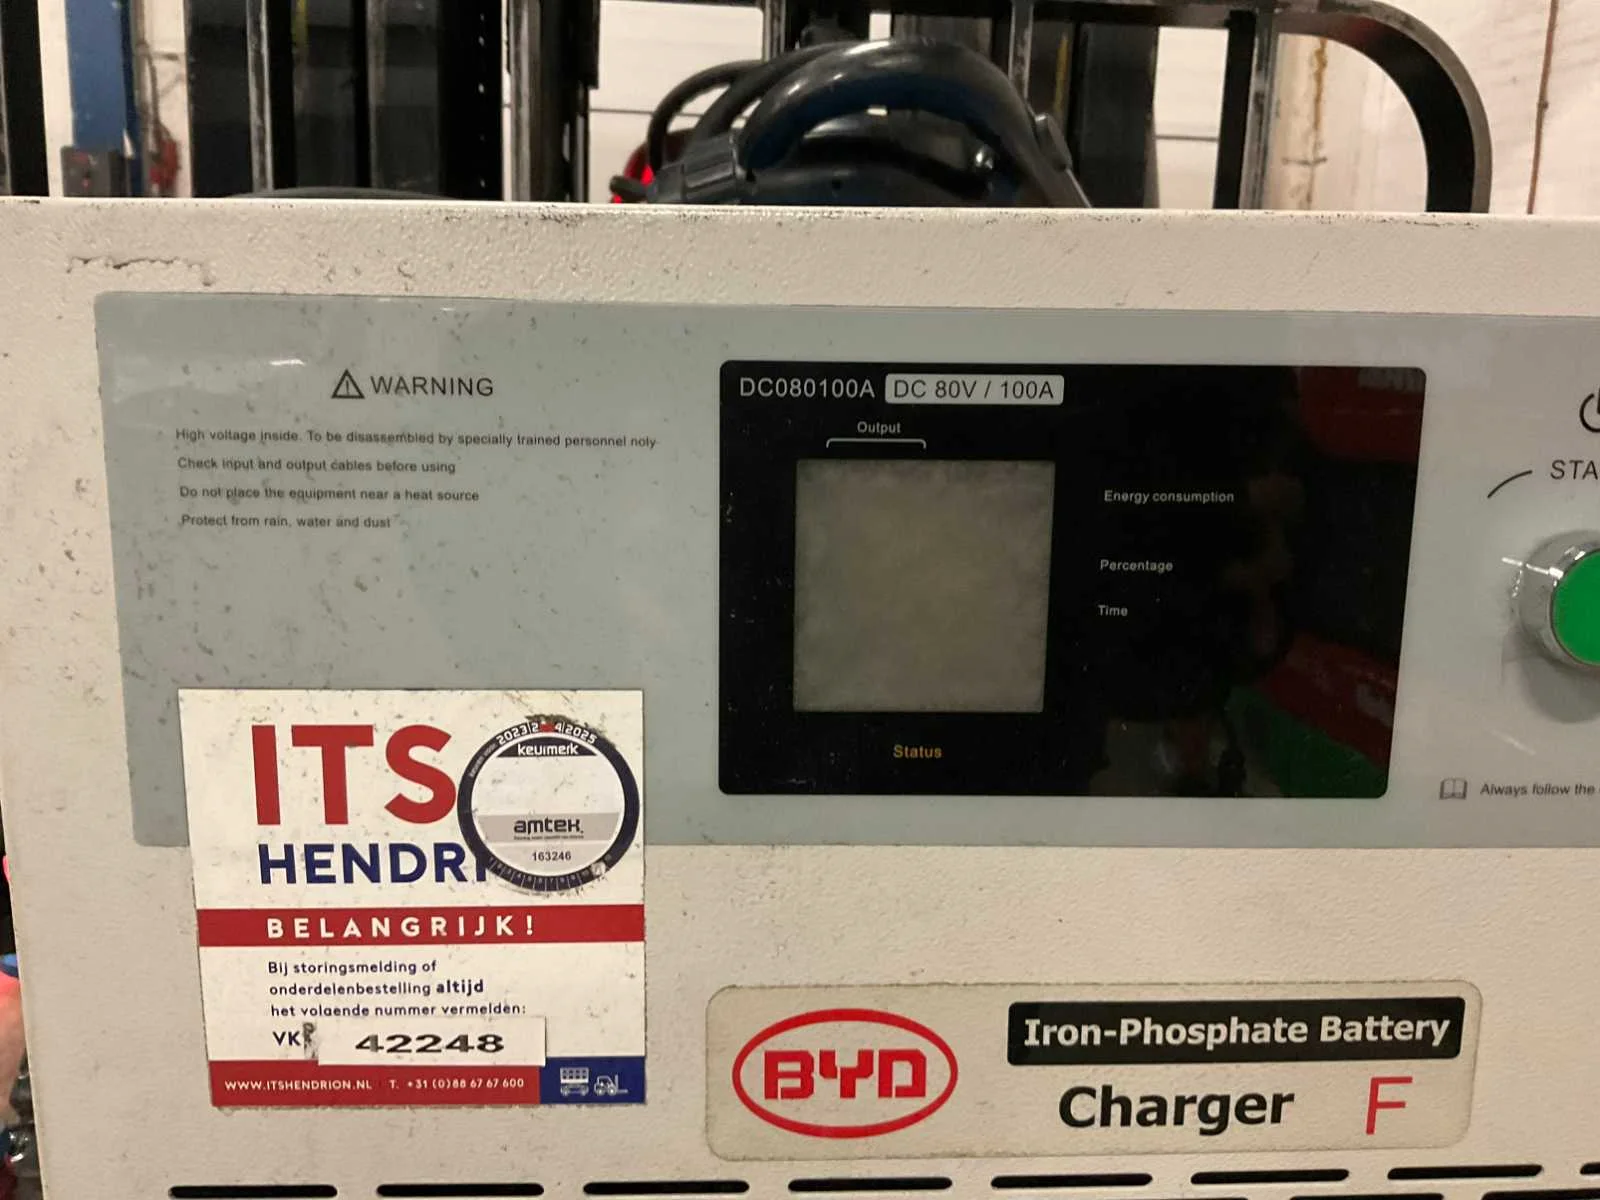 WARNING
High voltage inside. To be disassembled by specially trained personnel noly
Check input and output cables before using
Do not place the equipment near a heat source
Protect from rain, water and dust
DC080100A DC 80V / 100A
Output
Energy consumption
Percentage
Time
Status
STA
Always follow the
ITS
HENDRI
2023|2 4|2025
keurmerk
amtek
163246
BELANGRIJK!
Bij storingsmelding of
onderdelenbestelling altijd
het volgende nummer vermelden:
VKP 42248
WWW.ITSHENDRION.NL T. +31 (0)88 67 67 600
BYD
Iron-Phosphate Battery
Charger F